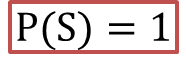 P(S) = 1